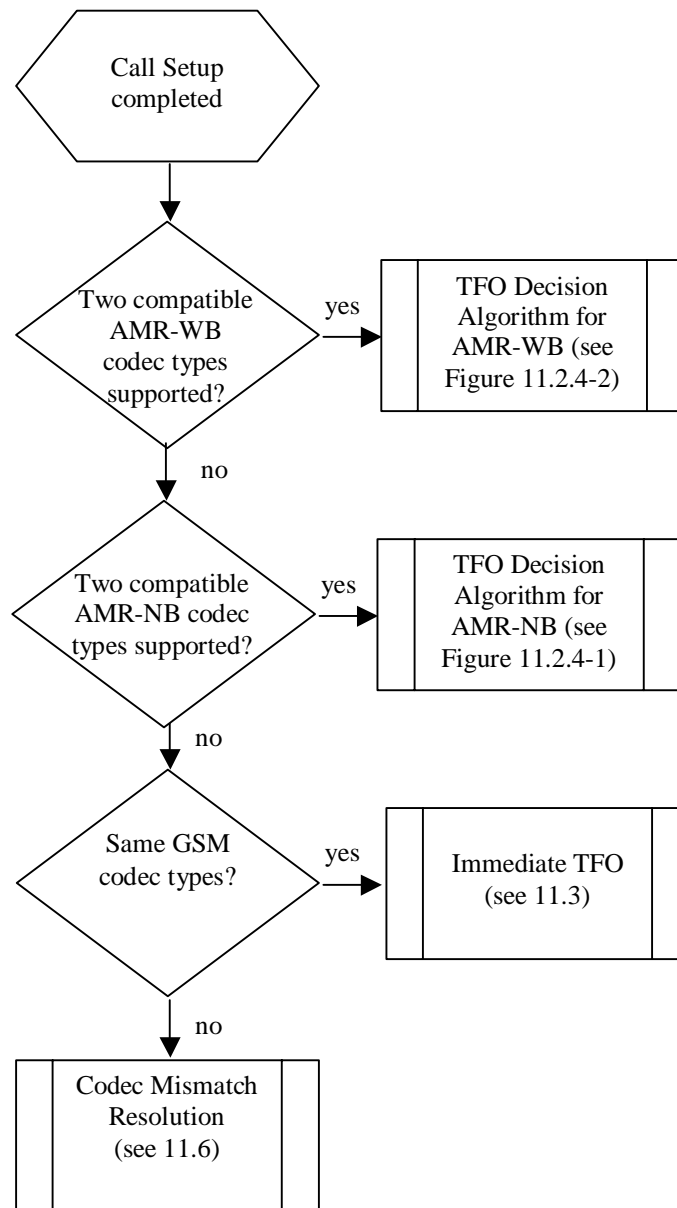 Call Setup
completed
Two compatible
AMR-WB
codec types
supported?
yes
TFO Decision
Algorithm for
AMR-WB (see
Figure 11.2.4-2)
no
Two compatible
AMR-NB codec
types supported?
yes
TFO Decision
Algorithm for
AMR-NB (see
Figure 11.2.4-1)
no
Same GSM
codec types?
yes
Immediate TFO
(see 11.3)
no
Codec Mismatch
Resolution
(see 11.6)